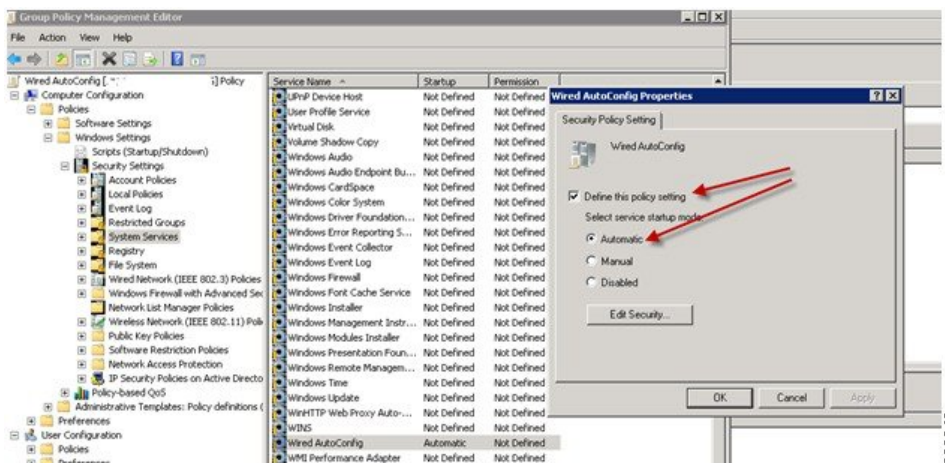 Group Policy Management Editor
File Action View Help
Wired AutoConfig [. Policy
Computer Configuration
Policies
Software Settings
Windows Settings
Scripts (Startup/Shutdown)
Security Settings
Account Policies
Local Policies
Event Log
Restricted Groups
System Services
Registry
File System
Wired Network (IEEE 802.3) Policies
Windows Firewall with Advanced Sec
Network List Manager Policies
Wireless Network (IEEE 802.11) Poli
Public Key Policies
Software Restriction Policies
Network Access Protection
IP Security Policies on Active Directo
Policy-based QoS
Administrative Templates: Policy definitions (
Preferences
User Configuration
Policies
Preferences
Service Name Startup Permission
UPnP Device Host Not Defined Not Defined
User Profile Service Not Defined Not Defined
Virtual Disk Not Defined Not Defined
Volume Shadow Copy Not Defined Not Defined
Windows Audio Not Defined Not Defined
Windows Audio Endpoint Bu... Not Defined Not Defined
Windows CardSpace Not Defined Not Defined
Windows Color System Not Defined Not Defined
Windows Driver Foundation... Not Defined Not Defined
Windows Error Reporting S... Not Defined Not Defined
Windows Event Collector Not Defined Not Defined
Windows Event Log Not Defined Not Defined
Windows Firewall Not Defined Not Defined
Windows Font Cache Service Not Defined Not Defined
Windows Installer Not Defined Not Defined
Windows Management Instr... Not Defined Not Defined
Windows Modules Installer Not Defined Not Defined
Windows Presentation Foun... Not Defined Not Defined
Windows Remote Managem... Not Defined Not Defined
Windows Time Not Defined Not Defined
Windows Update Not Defined Not Defined
WinHTTP Web Proxy Auto-... Not Defined Not Defined
WINS Not Defined Not Defined
Wired AutoConfig Automatic Not Defined
WMI Performance Adapter Not Defined Not Defined
Wired AutoConfig Properties
Security Policy Setting
Wired AutoConfig
Define this policy setting
Select service startup mode:
Automatic
Manual
Disabled
Edit Security...
OK Cancel Apply